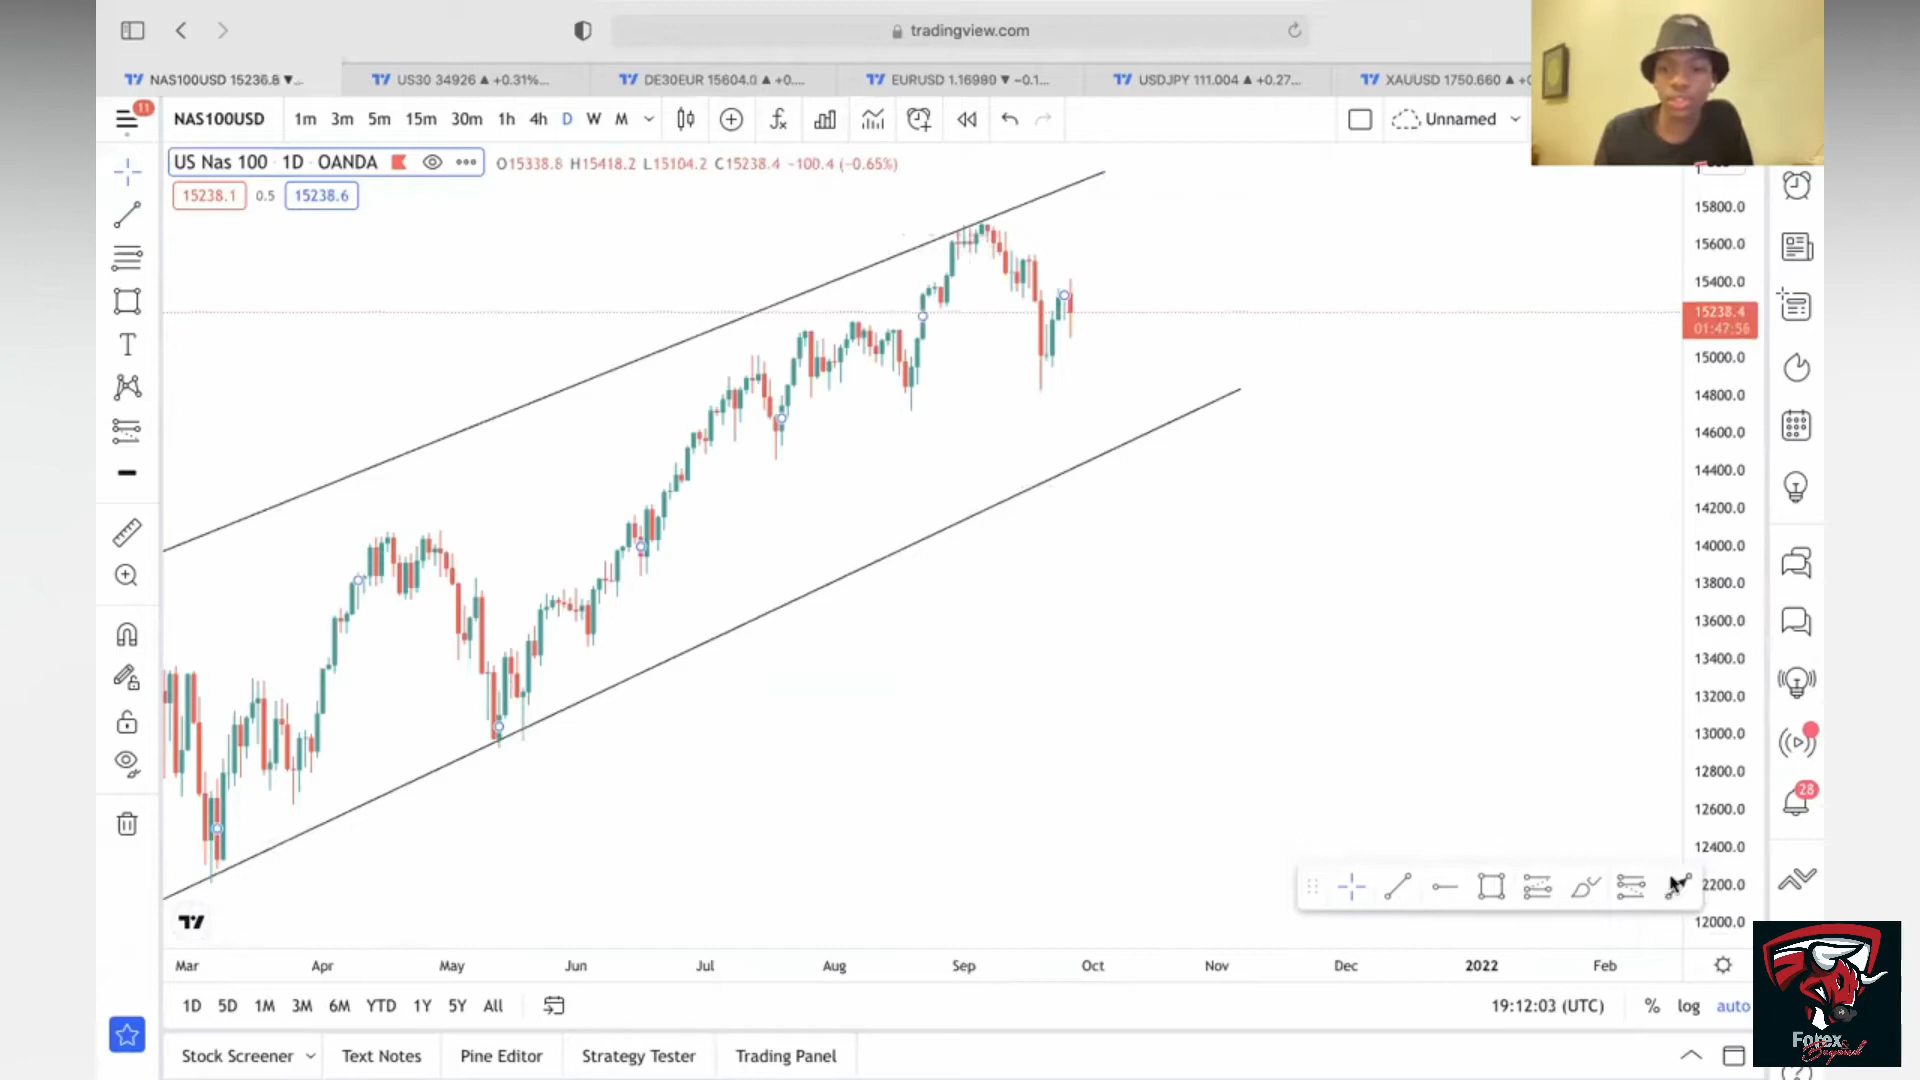 tradingview.com
NAS100USD 15236.8 ▼...
US30 34926 ▲ +0.31%...
DE30EUR 15604.0 ▲ +0....
EURUSD 1.16980 ▼ −0.1...
USDJPY 111.004 ▲ +0.27...
XAUUSD 1750.660 ▲ +0
11
NAS100USD
1m 3m 5m 15m 30m 1h 4h D W M
Unnamed
US Nas 100 · 1D · OANDA
O15338.8 H15418.2 L15104.2 C15238.4 −100.4 (−0.65%)
15238.1
0.5
15238.6
15800.0
15600.0
15400.0
15238.4
01:47:56
15000.0
14800.0
14600.0
14400.0
14200.0
14000.0
13800.0
13600.0
13400.0
13200.0
13000.0
12800.0
12600.0
12400.0
2200.0
12000.0
28
Mar Apr May Jun Jul Aug Sep Oct Nov Dec 2022 Feb
1D 5D 1M 3M 6M YTD 1Y 5Y All
19:12:03 (UTC)
% log auto
Stock Screener
Text Notes
Pine Editor
Strategy Tester
Trading Panel
Forex
Beyond